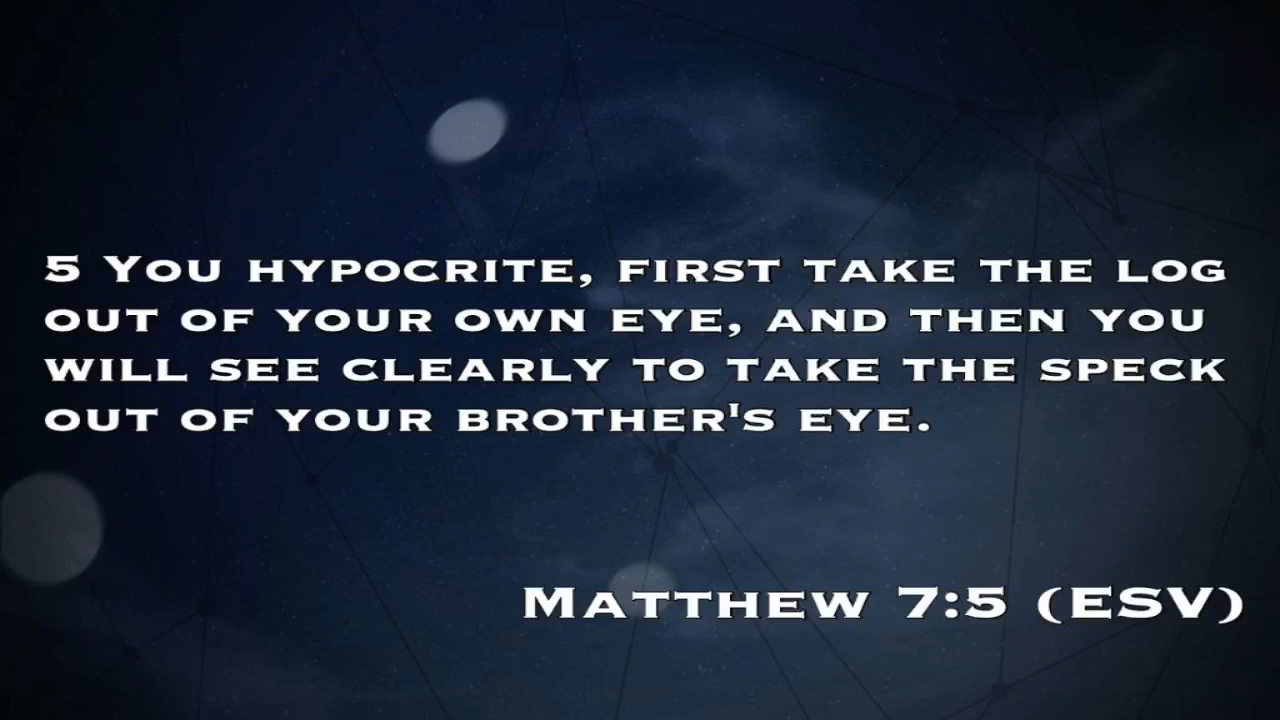 5 You hypocrite, first take the log
out of your own eye, and then you
will see clearly to take the speck
out of your brother's eye.
Matthew 7:5 (ESV)